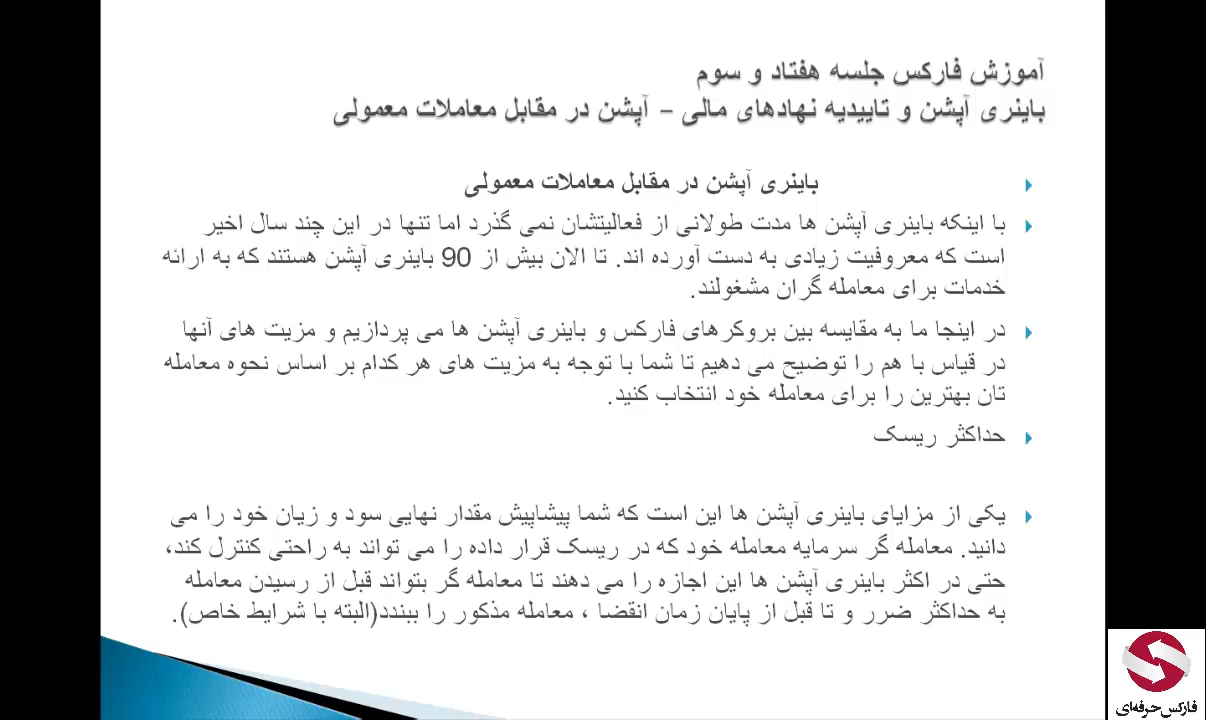 آموزش فارکس جلسه هفتاد و سوم
باینری آپشن و تاییدیه نهادهای مالی – آپشن در مقابل معاملات معمولی
باینری آپشن در مقابل معاملات معمولی
با اینکه باینری آپشن ها مدت طولانی از فعالیتشان نمی گذرد اما تنها در این چند سال اخیر
است که معروفیت زیادی به دست آورده اند. تا الان بیش از 90 باینری آپشن هستند که به ارائه
خدمات برای معامله گران مشغولند.
در اینجا ما به مقایسه بین بروکرهای فارکس و باینری آپشن ها می پردازیم و مزیت های آنها
در قیاس با هم را توضیح می دهیم تا شما با توجه به مزیت های هر کدام بر اساس نحوه معامله
تان بهترین را برای معامله خود انتخاب کنید.
حداکثر ریسک
یکی از مزایای باینری آپشن ها این است که شما پیشاپیش مقدار نهایی سود و زیان خود را می
دانید. معامله گر سرمایه معامله خود که در ریسک قرار داده را می تواند به راحتی کنترل کند،
حتی در اکثر باینری آپشن ها این اجازه را می دهند تا معامله گر بتواند قبل از رسیدن معامله
به حداکثر ضرر و تا قبل از پایان زمان انقضا ، معامله مذکور را ببندد(البته با شرایط خاص).
فارکس حرفه‌ای